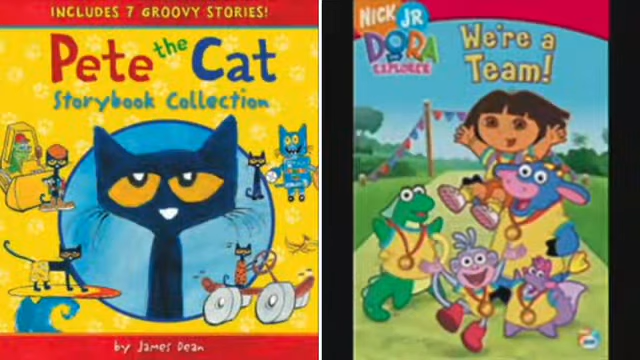 INCLUDES 7 GROOVY STORIES!
Pete the Cat
Storybook Collection
by James Dean
NICK JR
DORA
EXPLORER
We're a
Team!